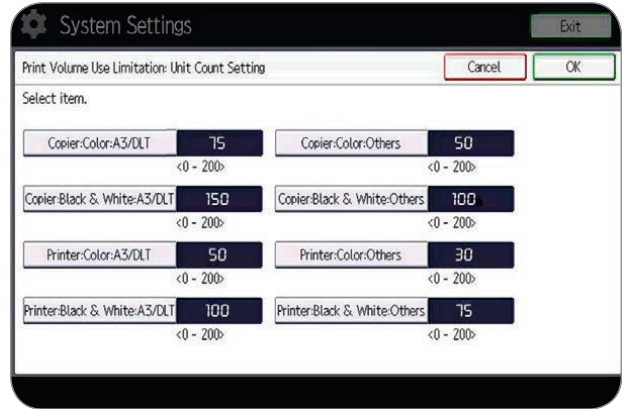 System Settings
Exit
Print Volume Use Limitation: Unit Count Setting
Cancel
OK
Select item.
Copier:Color:A3/DLT 75 Copier:Color:Others 50
<0 - 200> <0 - 200>
Copier:Black & White:A3/DLT 150 Copier:Black & White:Others 100
<0 - 200> <0 - 200>
Printer:Color:A3/DLT 50 Printer:Color:Others 30
<0 - 200> <0 - 200>
Printer:Black & White:A3/DLT 100 Printer:Black & White:Others 75
<0 - 200> <0 - 200>